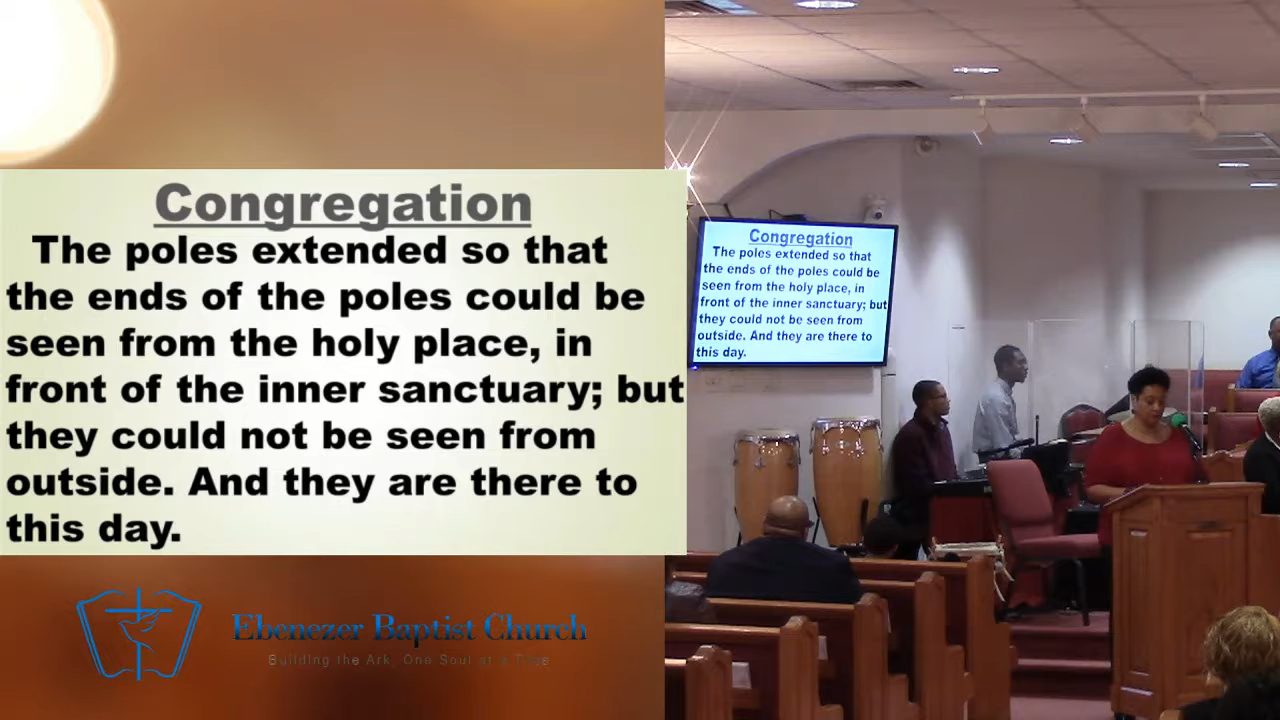 Congregation
The poles extended so that
the ends of the poles could be
seen from the holy place, in
front of the inner sanctuary; but
they could not be seen from
outside. And they are there to
this day.
Ebenezer Baptist Church
Building the Ark, One Soul at a Time
Congregation
The poles extended so that
the ends of the poles could be
seen from the holy place, in
front of the inner sanctuary; but
they could not be seen from
outside. And they are there to
this day.